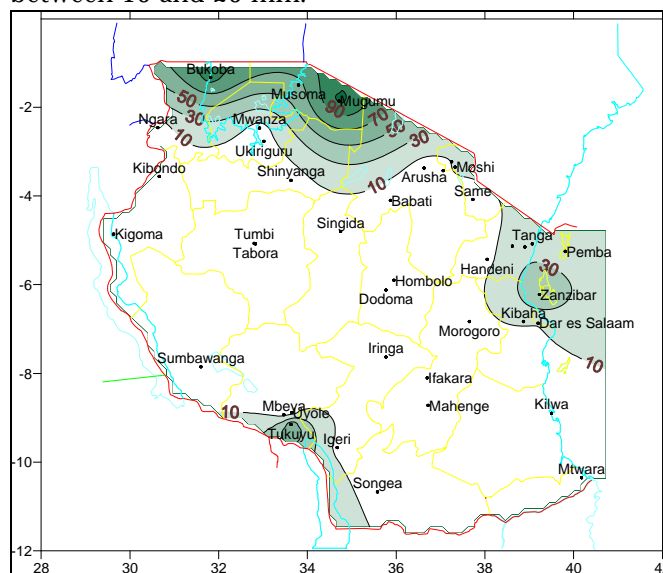 between 10 and 20 mm.
Bukoba
Musoma
Mugumu
50
90
70
-2
30
50
Ngara
10
Mwanza
30
Ukiriguru
Kibondo
Shinyanga
Arusha
Moshi
10
Same
-4
Babati
Kigoma
Tumbi
Singida
Tanga
Pemba
Tabora
Handeni
30
-6
Hombolo
Dodoma
Zanzibar
Kibaha
Morogoro
Dar es Salaam
Iringa
10
Sumbawanga
-8
Ifakara
Mbeya
Mahenge
Kilwa
10
Uyole
Tukuyu
Igeri
-10
Songea
Mtwara
-12
28 30 32 34 36 38 40